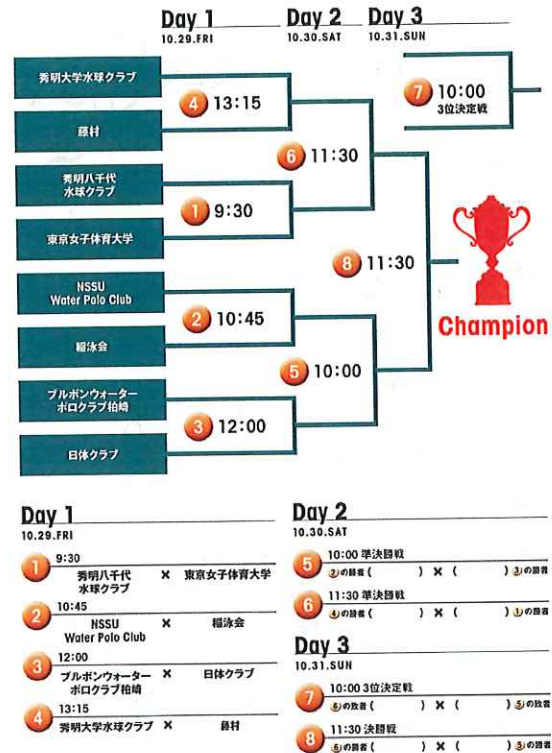 Day 1
10.29.FRI
Day 2
10.30.SAT
Day 3
10.31.SUN
秀明大学水球クラブ
藤村
秀明八千代
水球クラブ
東京女子体育大学
NSSU
Water Polo Club
稲泳会
ブルボンウォーター
ポロクラブ柏崎
日体クラブ
4 13:15
1 9:30
2 10:45
3 12:00
6 11:30
5 10:00
8 11:30
7 10:00
3位決定戦
Champion
Day 1
10.29.FRI
1 9:30
秀明八千代
水球クラブ × 東京女子体育大学
2 10:45
NSSU
Water Polo Club × 稲泳会
3 12:00
ブルボンウォーター
ポロクラブ柏崎 × 日体クラブ
4 13:15
秀明大学水球クラブ × 藤村
Day 2
10.30.SAT
5 10:00 準決勝戦
②の勝者 ( ) × ( ) ③の勝者
6 11:30 準決勝戦
④の勝者 ( ) × ( ) ①の勝者
Day 3
10.31.SUN
7 10:00 3位決定戦
⑥の敗者 ( ) × ( ) ⑤の敗者
8 11:30 決勝戦
⑥の勝者 ( ) × ( ) ⑤の勝者